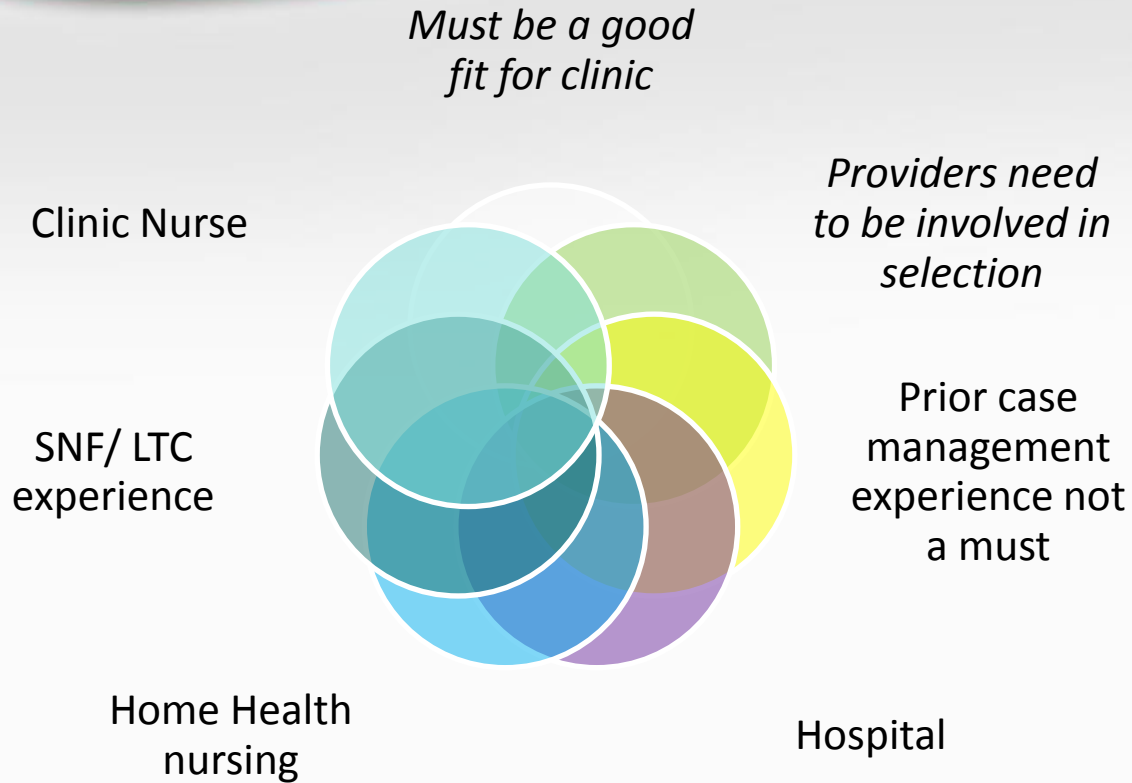 Must be a good
fit for clinic
Clinic Nurse
Providers need
to be involved in
selection
SNF/ LTC
experience
Prior case
management
experience not
a must
Home Health
nursing
Hospital